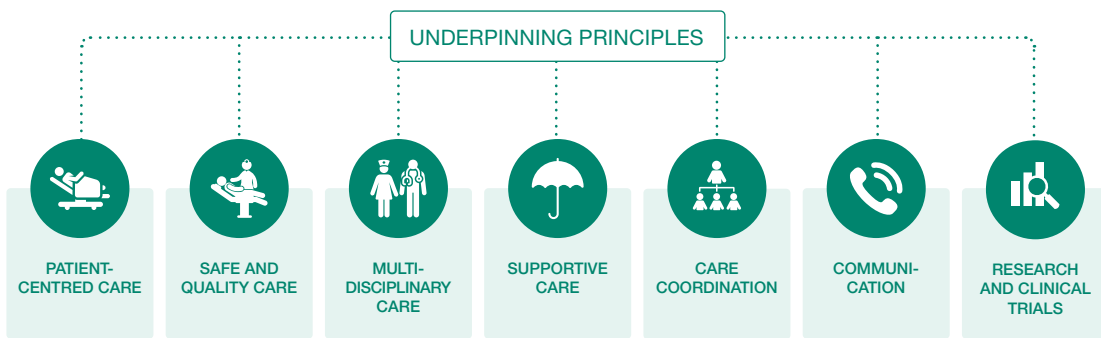 UNDERPINNING PRINCIPLES
PATIENT-
CENTRED CARE
SAFE AND
QUALITY CARE
MULTI-
DISCIPLINARY
CARE
SUPPORTIVE
CARE
CARE
COORDINATION
COMMUNI-
CATION
RESEARCH
AND CLINICAL
TRIALS